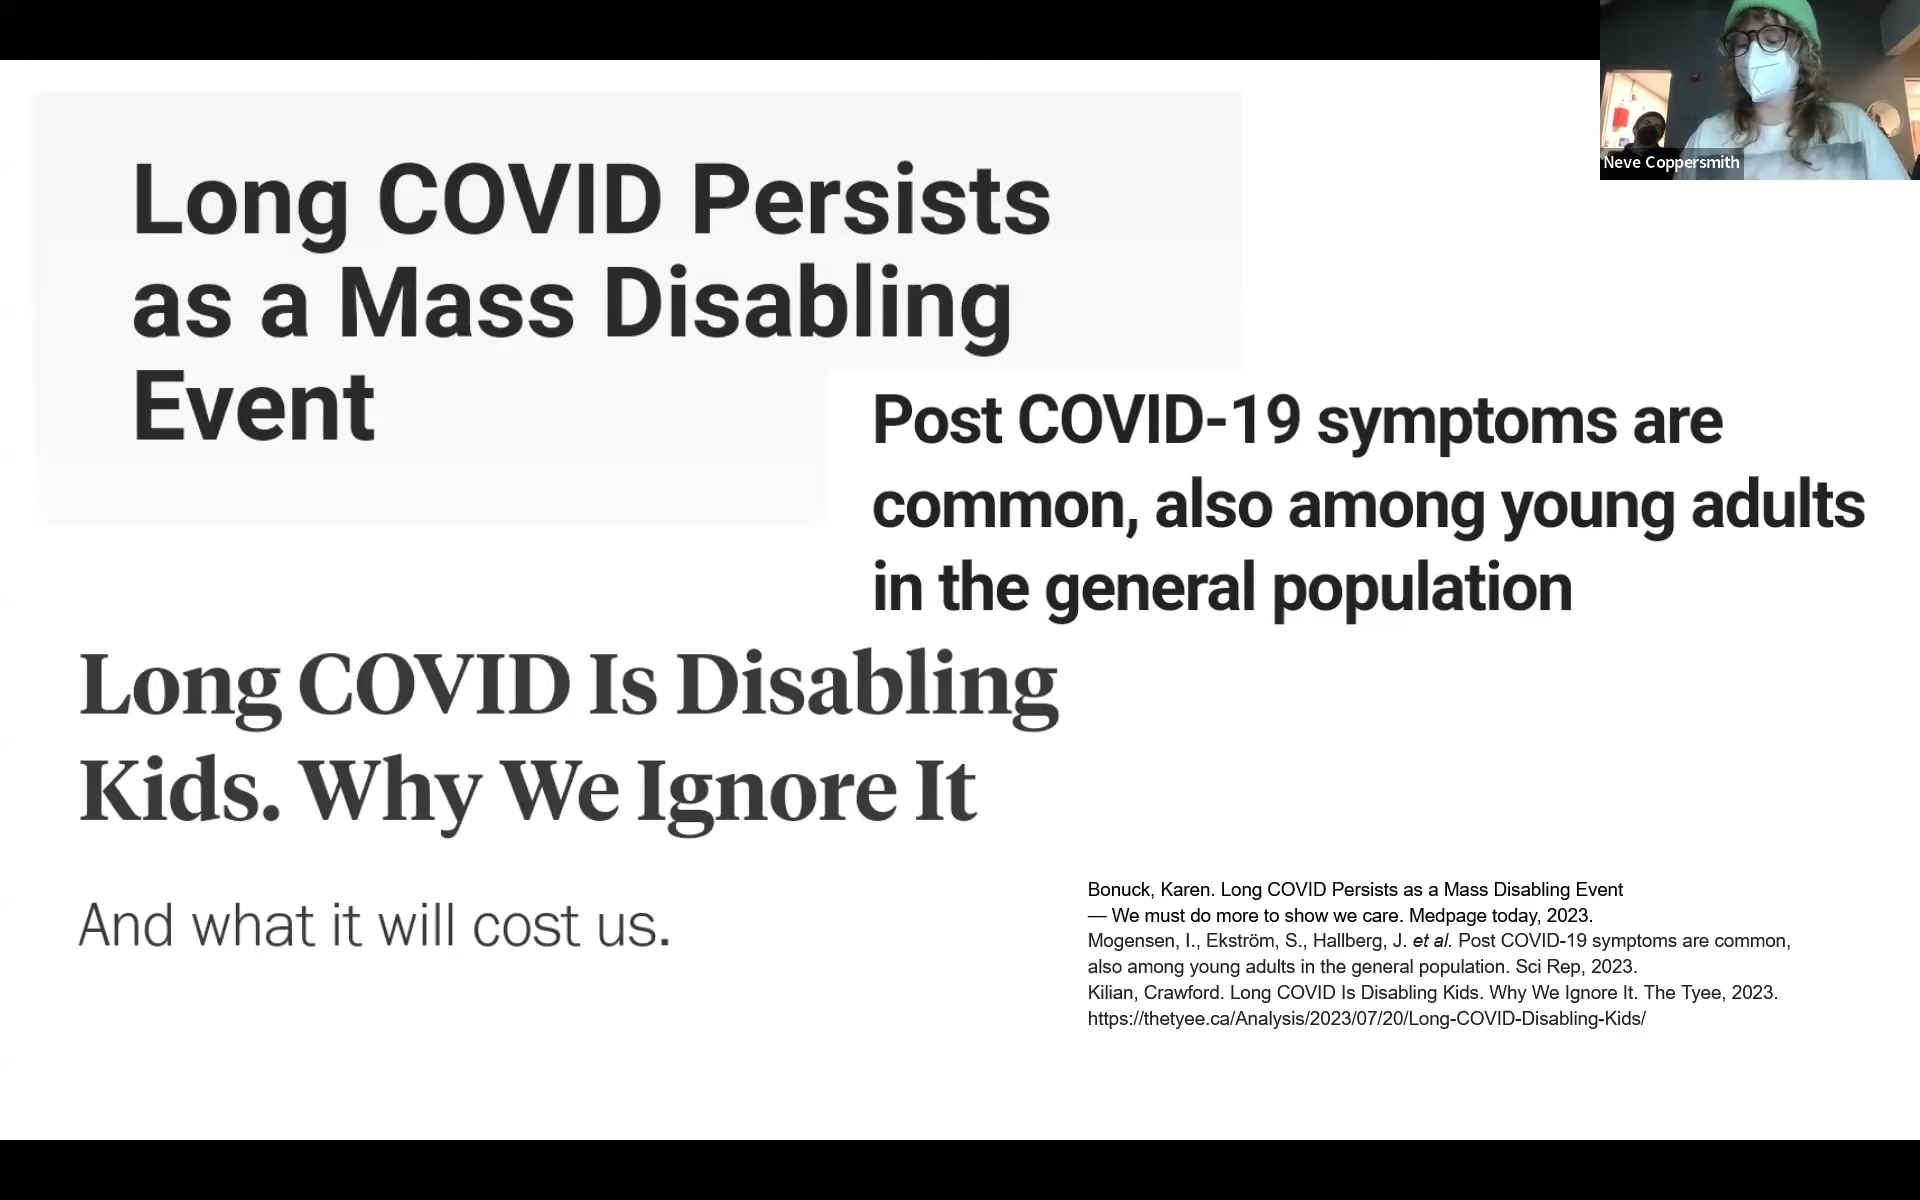 Neve Coppersmith
Long COVID Persists
as a Mass Disabling
Event
Post COVID-19 symptoms are
common, also among young adults
in the general population
Long COVID Is Disabling
Kids. Why We Ignore It
And what it will cost us.
Bonuck, Karen. Long COVID Persists as a Mass Disabling Event
— We must do more to show we care. Medpage today, 2023.
Mogensen, I., Ekström, S., Hallberg, J. et al. Post COVID-19 symptoms are common,
also among young adults in the general population. Sci Rep, 2023.
Kilian, Crawford. Long COVID Is Disabling Kids. Why We Ignore It. The Tyee, 2023.
https://thetyee.ca/Analysis/2023/07/20/Long-COVID-Disabling-Kids/